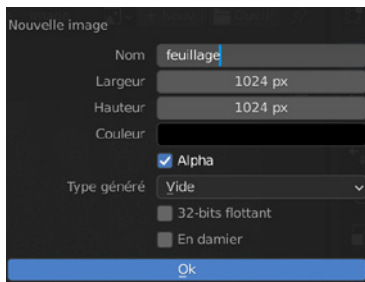 Nouvelle image
Nom feuillage
Largeur 1024 px
Hauteur 1024 px
Couleur
Alpha
Type généré Vide
32-bits flottant
En damier
Ok